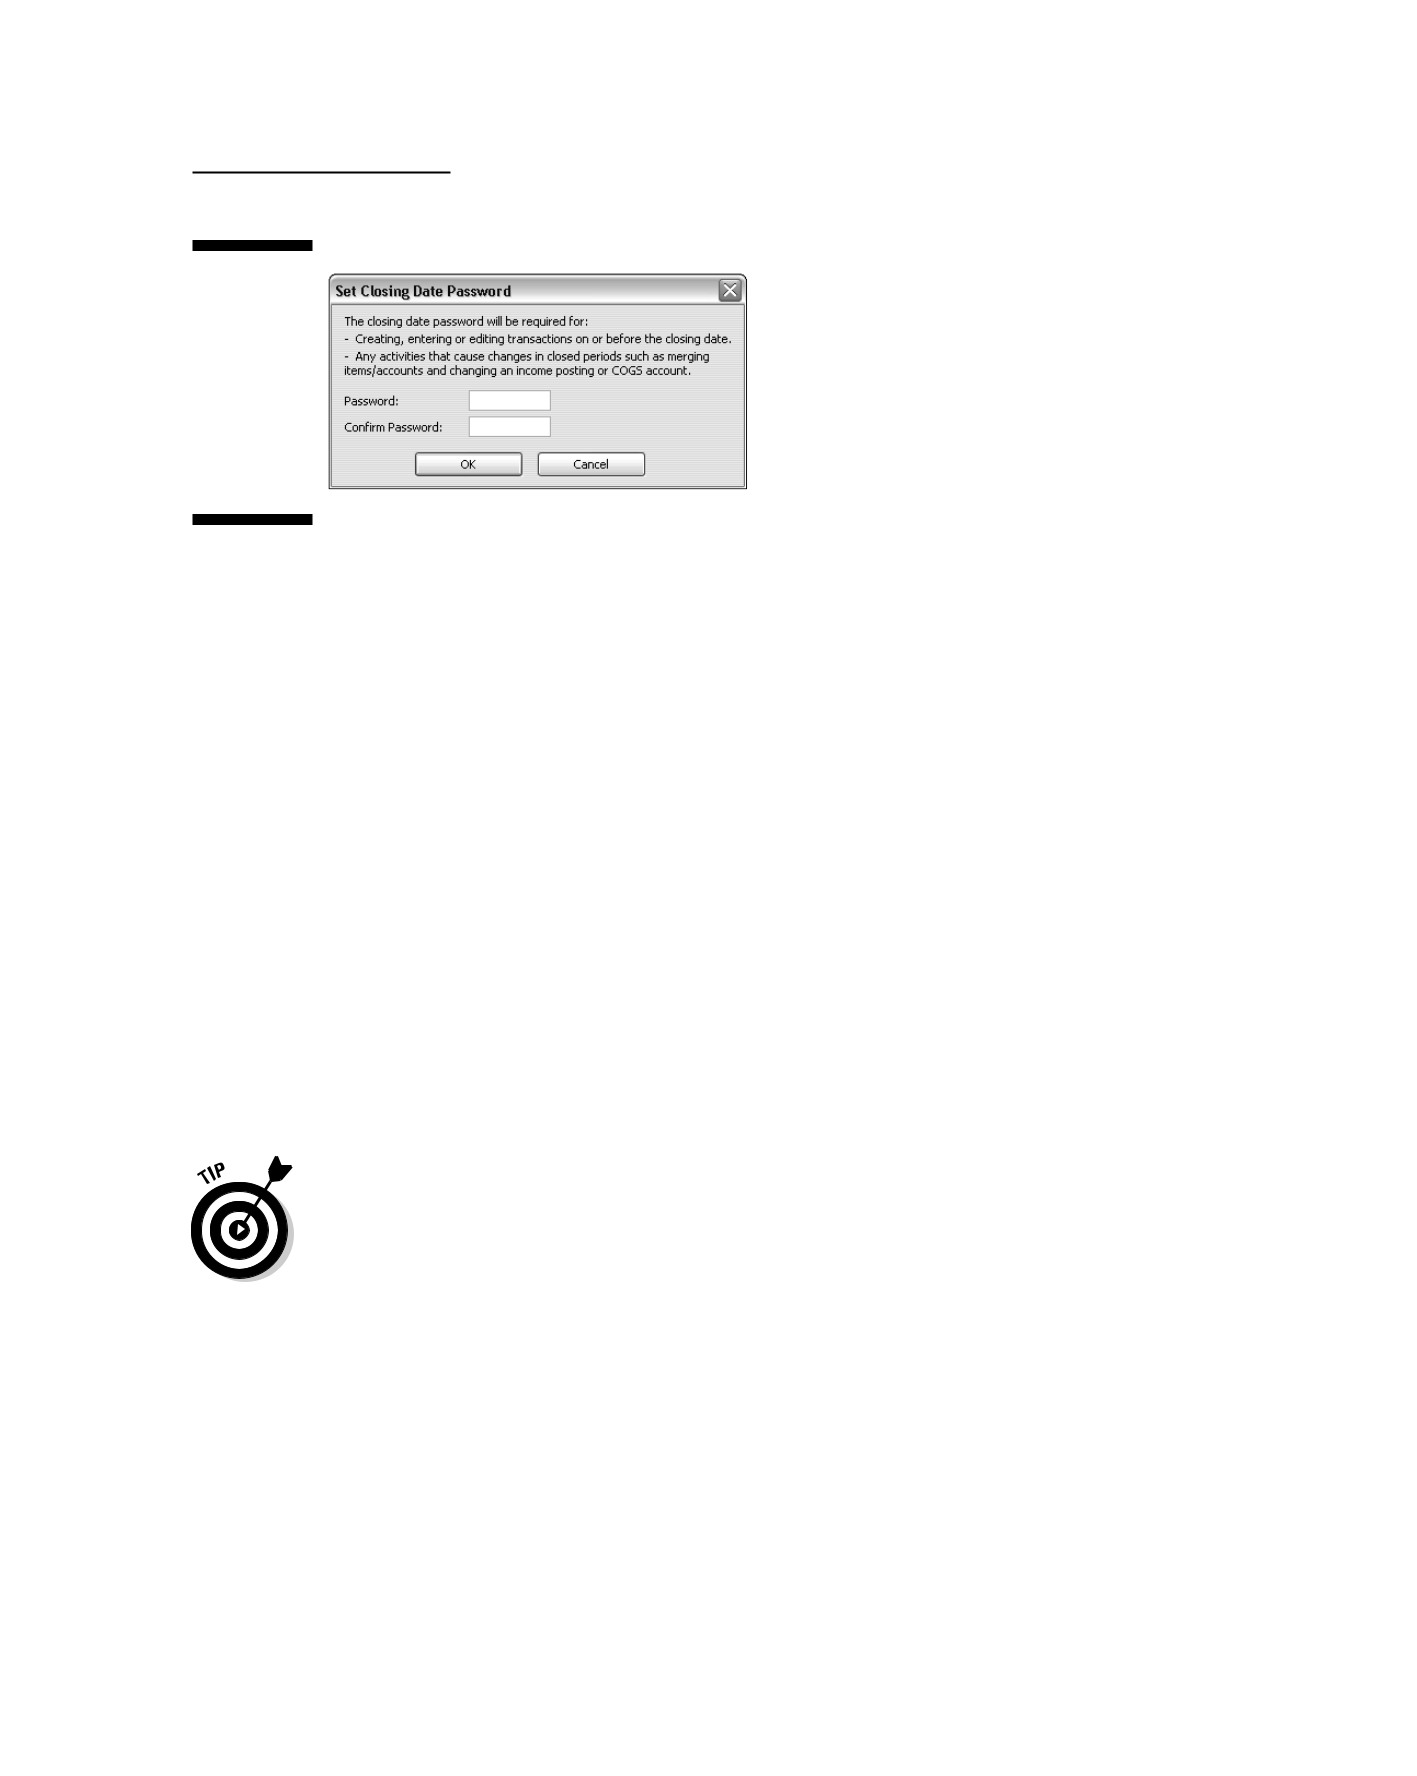 Set Closing Date Password
The closing date password will be required for:
- Creating, entering or editing transactions on or before the closing date.
- Any activities that cause changes in closed periods such as merging
items/accounts and changing an income posting or COGS account.
Password:
Confirm Password:
OK Cancel
TIP